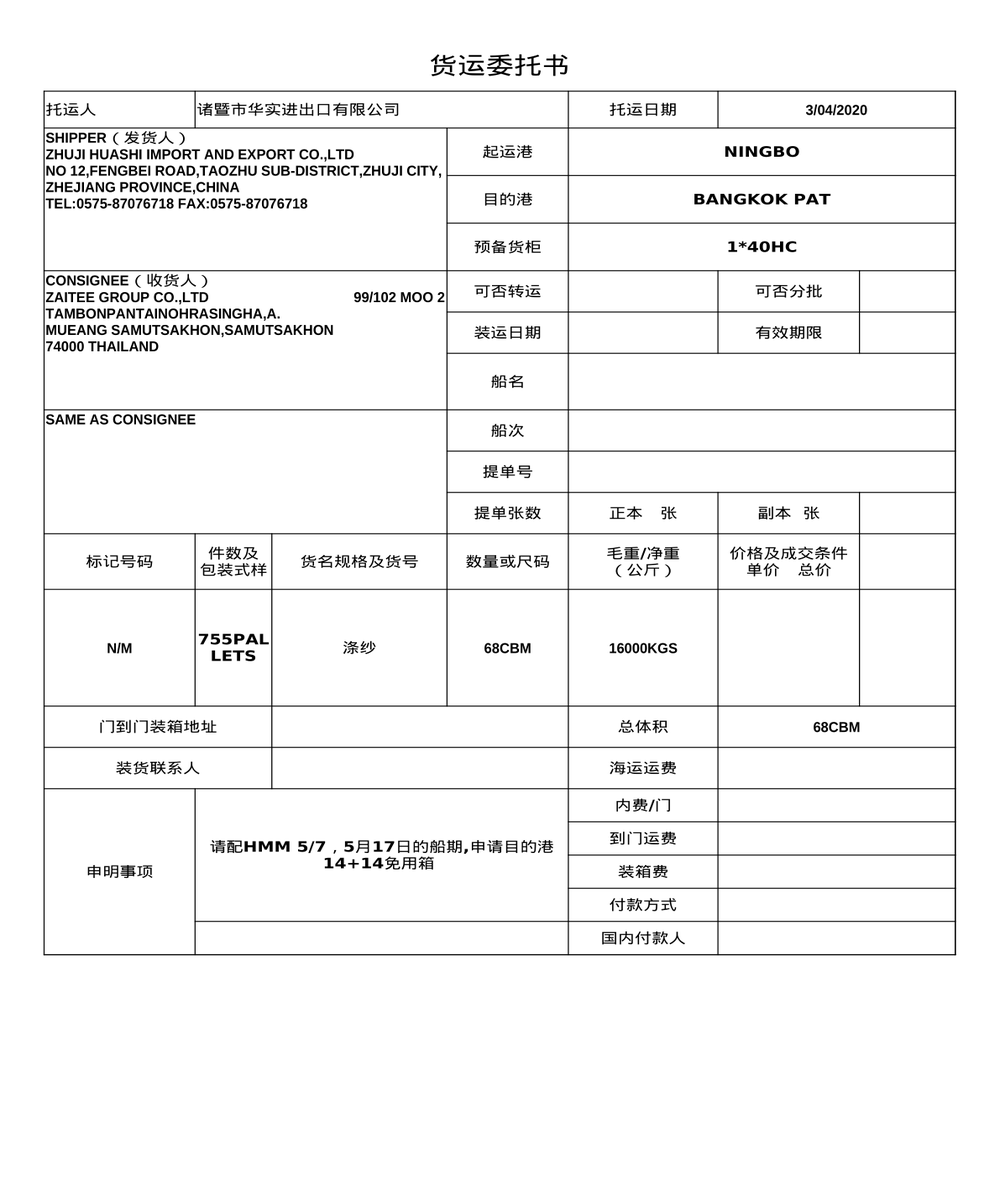 货运委托书
托运人 诸暨市华实进出口有限公司 托运日期 3/04/2020
SHIPPER（发货人）
ZHUJI HUASHI IMPORT AND EXPORT CO.,LTD
NO 12,FENGBEI ROAD,TAOZHU SUB-DISTRICT,ZHUJI CITY,
ZHEJIANG PROVINCE,CHINA
TEL:0575-87076718 FAX:0575-87076718
起运港 NINGBO
目的港 BANGKOK PAT
预备货柜 1*40HC
CONSIGNEE（收货人）
ZAITEE GROUP CO.,LTD 99/102 MOO 2
TAMBONPANTAINOHRASINGHA,A.
MUEANG SAMUTSAKHON,SAMUTSAKHON
74000 THAILAND
可否转运 可否分批
装运日期 有效期限
船名
SAME AS CONSIGNEE
船次
提单号
提单张数 正本 张 副本 张
标记号码 件数及
包装式样 货名规格及货号 数量或尺码 毛重/净重
（公斤） 价格及成交条件
单价 总价
N/M 755PAL
LETS 涤纱 68CBM 16000KGS
门到门装箱地址 总体积 68CBM
装货联系人 海运运费
申明事项
请配HMM 5/7，5月17日的船期,申请目的港
14+14免用箱
内费/门
到门运费
装箱费
付款方式
国内付款人